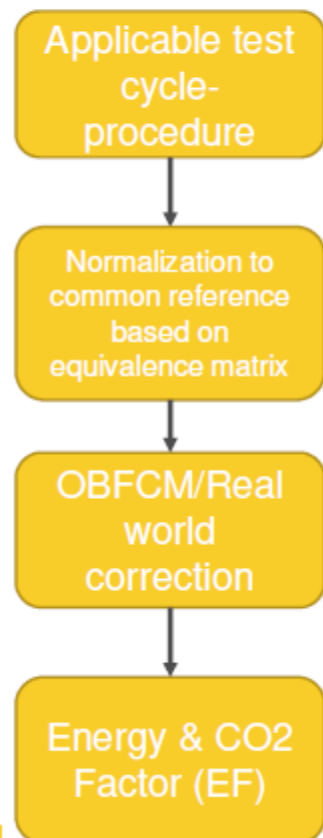 Applicable test
cycle-
procedure
Normalization to
common reference
based on
equivalence matrix
OBFCM/Real
world
correction
Energy & CO2
Factor (EF)